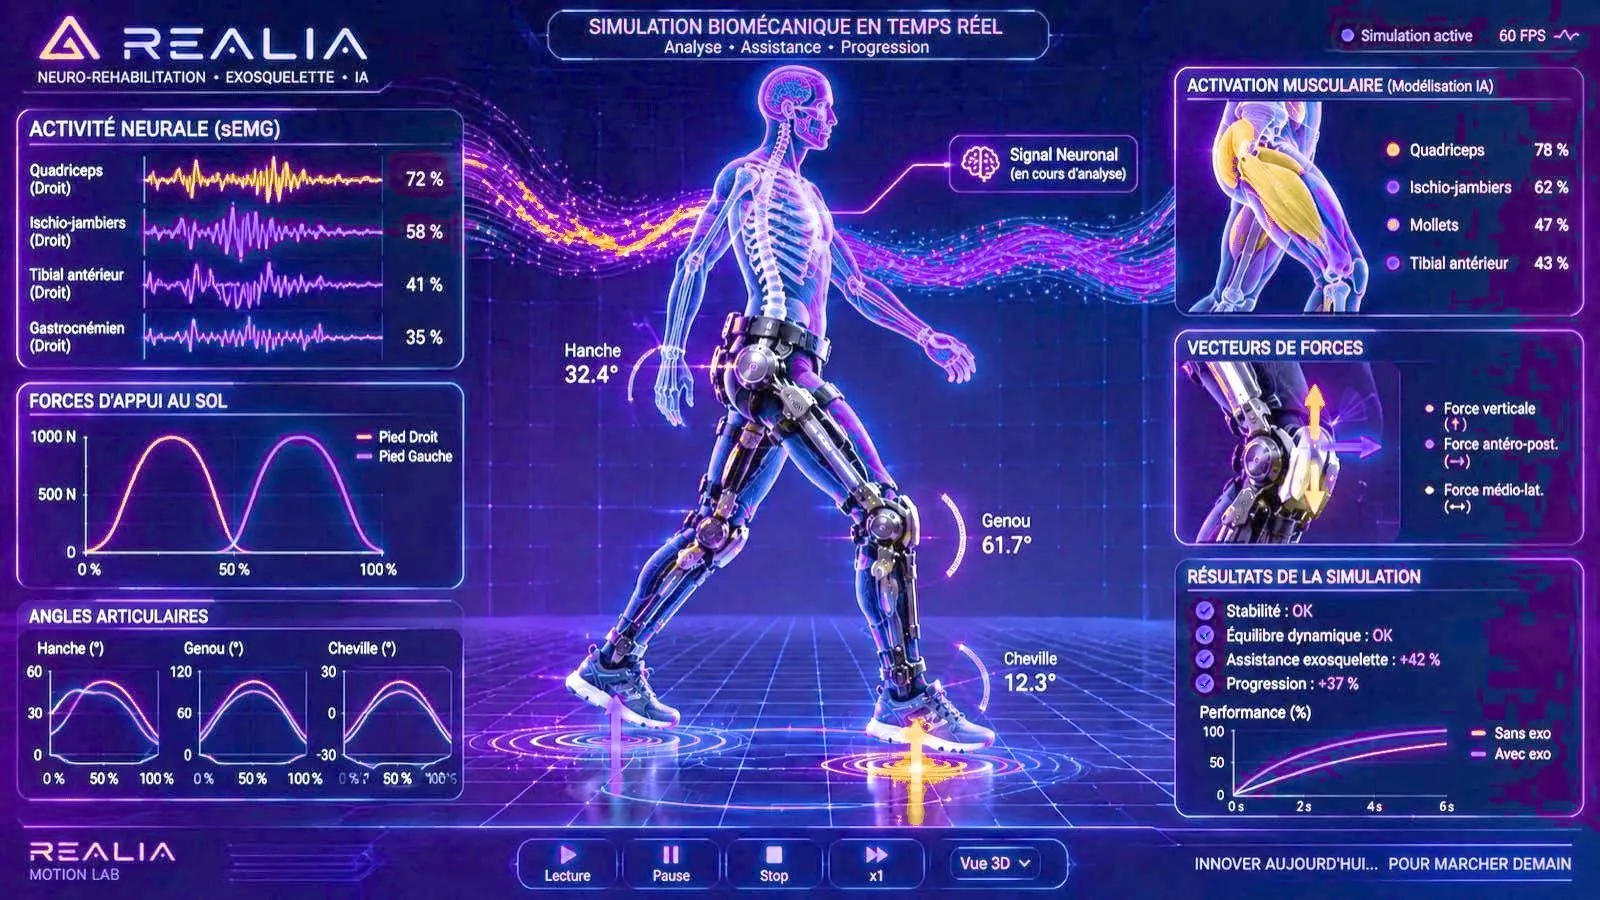 REALIA
NEURO-REHABILITATION • EXOSQUELETTE • IA
SIMULATION BIOMÉCANIQUE EN TEMPS RÉEL
Analyse • Assistance • Progression
Simulation active
60 FPS
ACTIVITÉ NEURALE (sEMG)
Quadriceps
(Droit)
72 %
Ischio-jambiers
(Droit)
58 %
Tibial antérieur
(Droit)
41 %
Gastrocnémien
(Droit)
35 %
FORCES D'APPUI AU SOL
1000 N
500 N
0
0 %
50 %
100 %
Pied Droit
Pied Gauche
ANGLES ARTICULAIRES
Hanche (°)
60
30
0
0 %
50 %
100 %
Genou (°)
120
60
0
0 %
50 %
100 %
Cheville (°)
30
0
-30
50 %
Signal Neuronal
(en cours d'analyse)
Hanche
32.4°
Genou
61.7°
Cheville
12.3°
ACTIVATION MUSCULAIRE (Modélisation IA)
Quadriceps 78 %
Ischio-jambiers 62 %
Mollets 47 %
Tibial antérieur 43 %
VECTEURS DE FORCES
Force verticale
(↑)
Force antéro-post.
(→)
Force médio-lat.
(↔)
RÉSULTATS DE LA SIMULATION
Stabilité : OK
Équilibre dynamique : OK
Assistance exosquelette : +42 %
Progression : +37 %
Performance (%)
100
50
0
0 s
2 s
4 s
6 s
Sans exo
Avec exo
REALIA
MOTION LAB
Lecture
Pause
Stop
x1
Vue 3D
INNOVER AUJOURD'HUI... POUR MARCHER DEMAIN